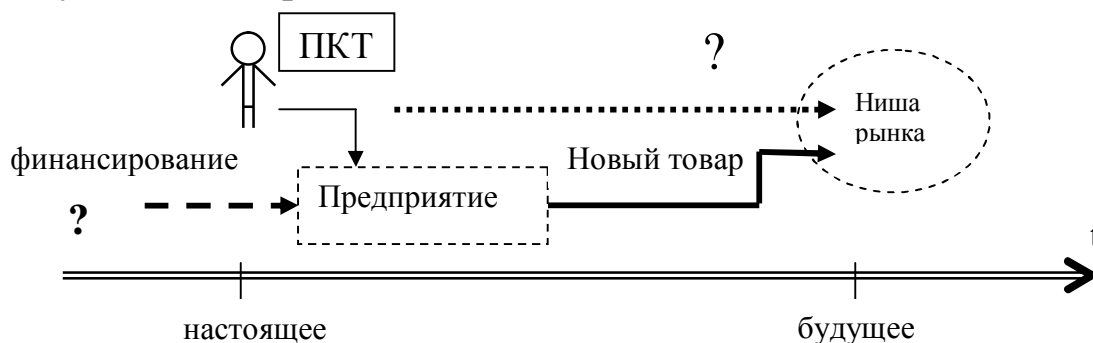 ПКТ
?
Ниша
рынка
финансирование
Новый товар
?
Предприятие
t
настоящее
будущее